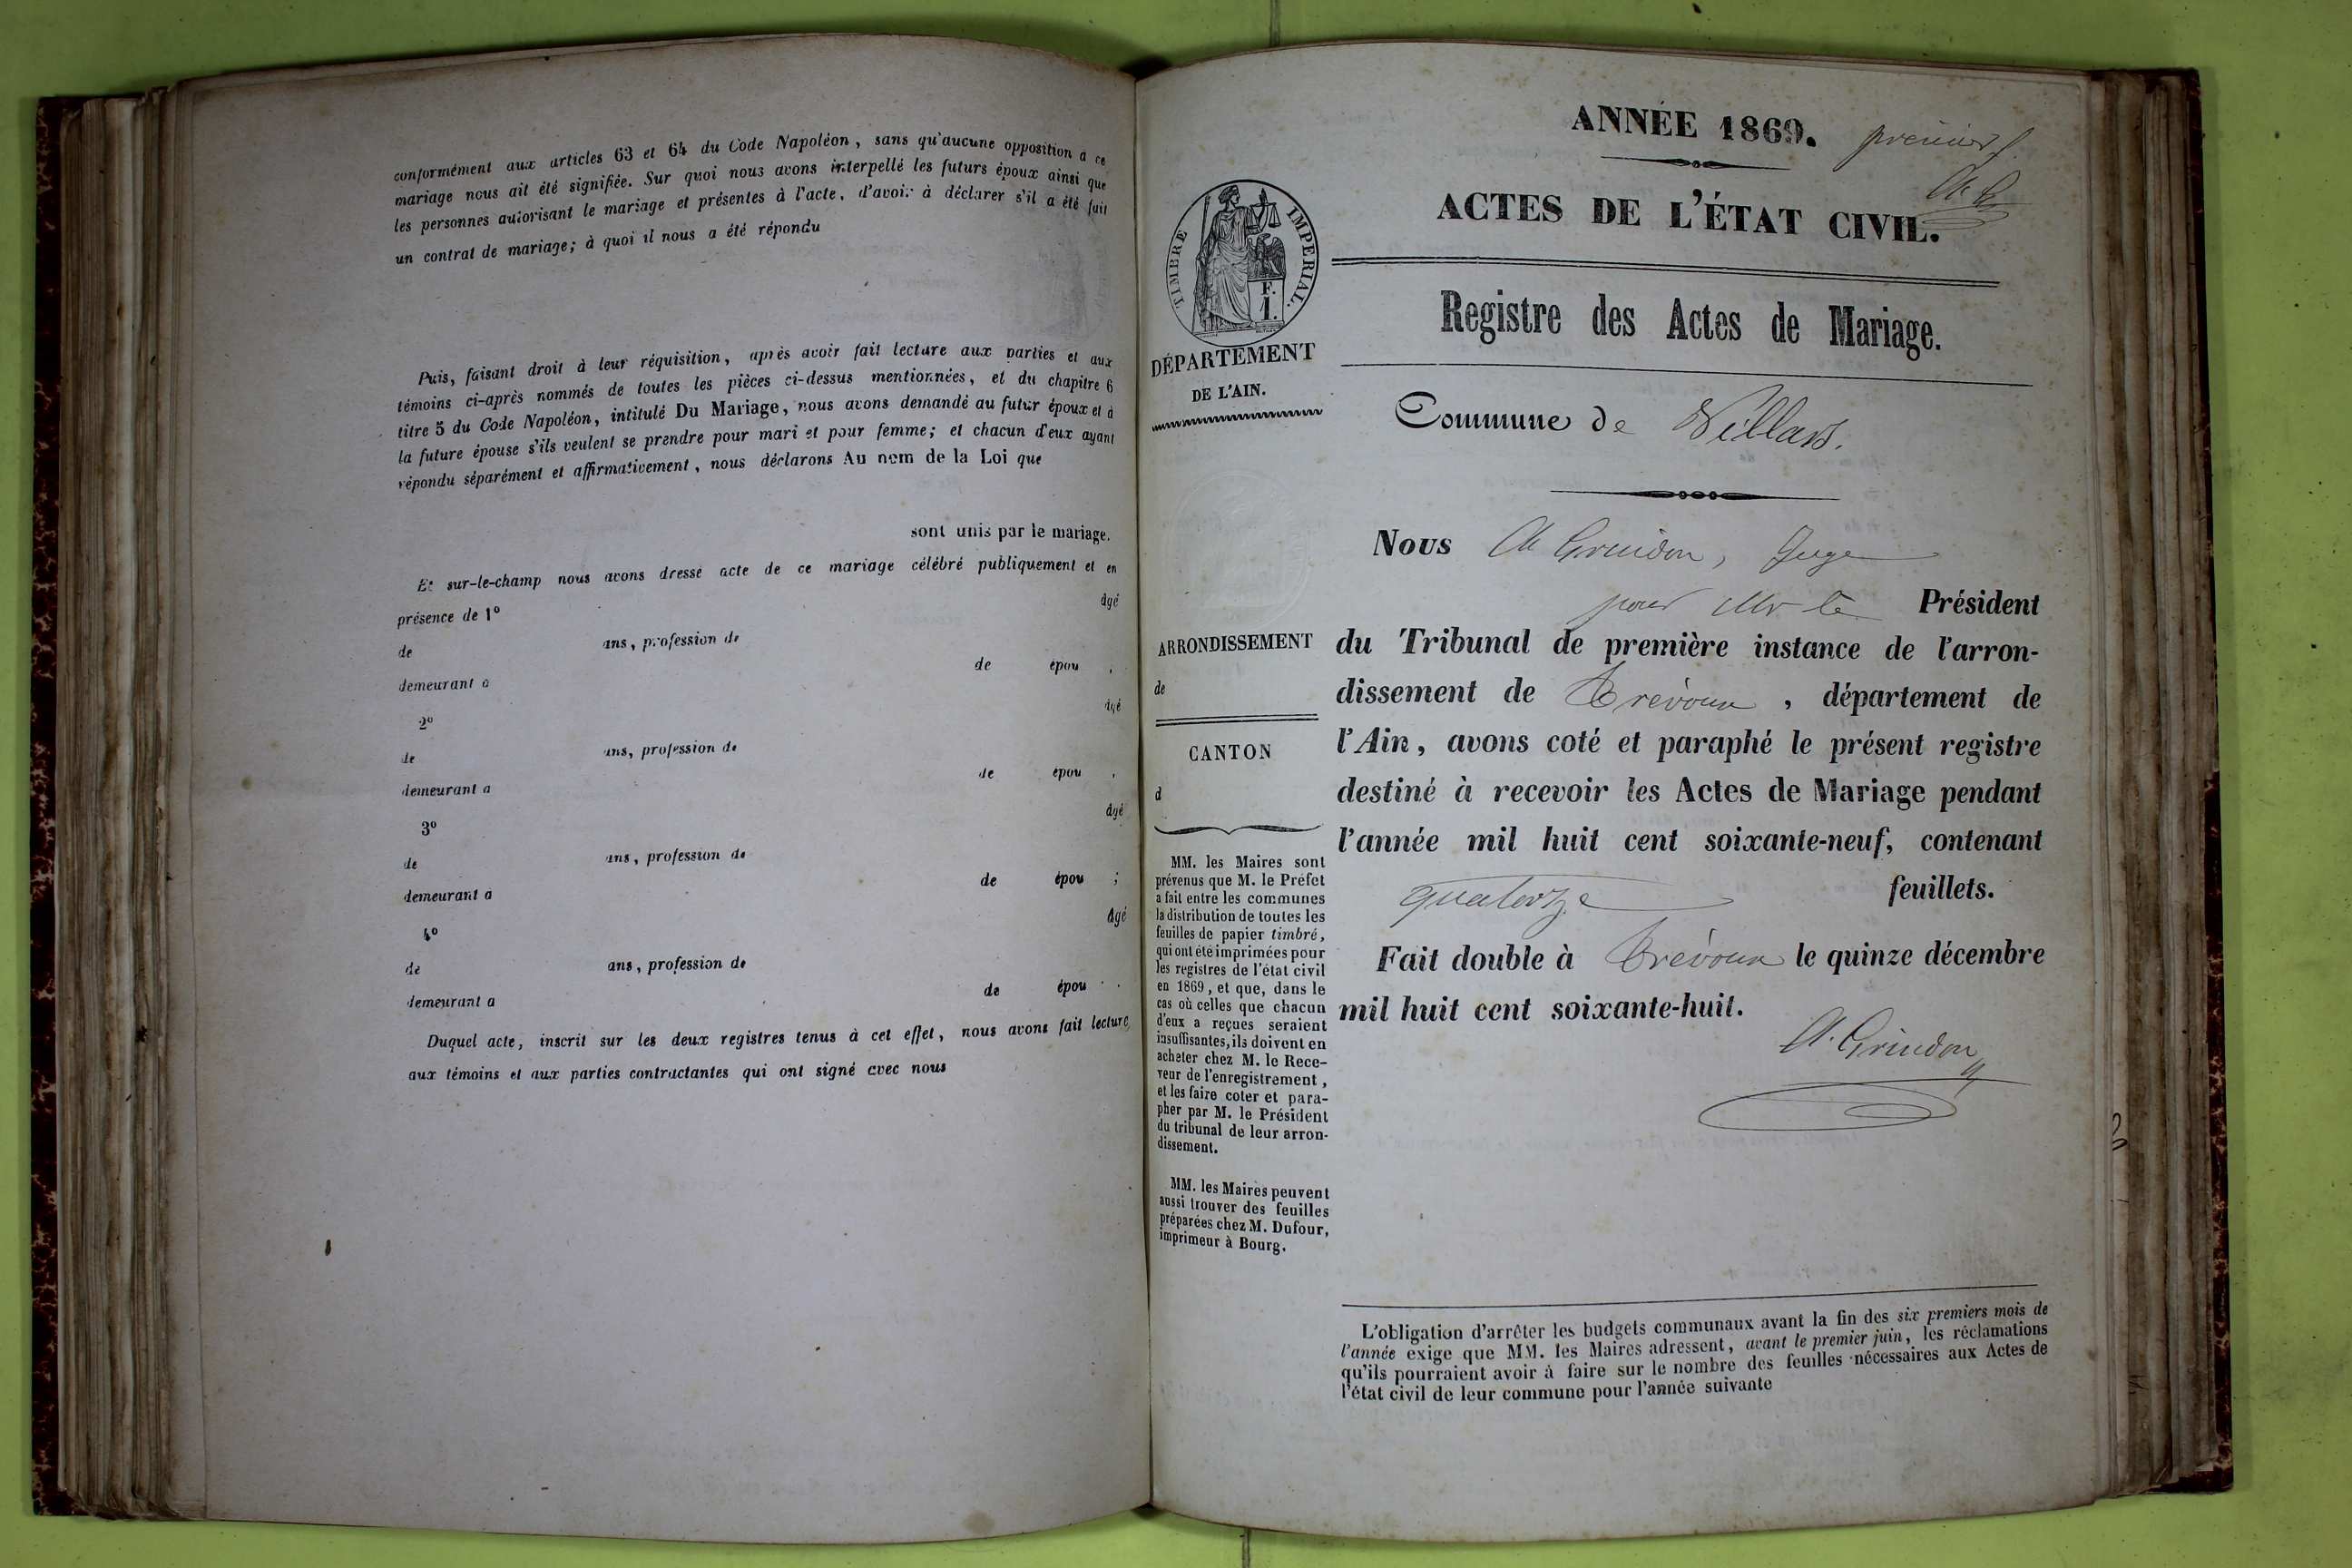 conformément aux articles 63 et 64 du Code Napoléon, sans qu'aucune opposition a ce
mariage nous ait été signifiée. Sur quoi nous avons interpellé les futurs époux ainsi que
les personnes autorisant le mariage et présentes à l'acte, d'avoir à déclarer s'il a été fait
un contrat de mariage; à quoi il nous a été répondu
Puis, faisant droit à leur réquisition, après avoir fait lecture aux parties et aux
témoins ci-après nommés de toutes les pièces ci-dessus mentionnées, et du chapitre 6
titre 5 du Code Napoléon, intitulé Du Mariage, nous avons demandé au futur époux et à
la future épouse s'ils veulent se prendre pour mari et pour femme; et chacun d'eux ayant
répondu séparément et affirmativement, nous déclarons Au nom de la Loi que
sont unis par le mariage.
Et sur-le-champ nous avons dressé acte de ce mariage célébré publiquement et en
présence de 1º âgé
de ans, profession de
demeurant a de épou ,
2º âgé
de ans, profession de
demeurant a de épou ,
3º âgé
de ans, profession de
demeurant a de épou ;
4º âgé
de ans, profession de
demeurant a de épou .
Duquel acte, inscrit sur les deux registres tenus à cet effet, nous avons fait lecture,
aux témoins et aux parties contractantes qui ont signé avec nous
ANNÉE 1869. premier f.
ACTES DE L'ÉTAT CIVIL.
TIMBRE IMPERIAL.
F.
1.
Registre des Actes de Mariage.
DÉPARTEMENT
DE L'AIN.
Commune de Villars.
Nous A Grindon, Juge
pour Mr le Président
ARRONDISSEMENT
de
CANTON
d
du Tribunal de première instance de l'arron-
dissement de Trévoux, département de
l'Ain, avons coté et paraphé le présent registre
destiné à recevoir les Actes de Mariage pendant
l'année mil huit cent soixante-neuf, contenant
quatorze feuillets.
Fait double à Trévoux le quinze décembre
mil huit cent soixante-huit.
A. Grindon
MM. les Maires sont
prévenus que M. le Préfet
a fait entre les communes
la distribution de toutes les
feuilles de papier timbré,
qui ont été imprimées pour
les registres de l'état civil
en 1869, et que, dans le
cas où celles que chacun
d'eux a reçues seraient
insuffisantes, ils doivent en
acheter chez M. le Rece-
veur de l'enregistrement,
et les faire coter et para-
pher par M. le Président
du tribunal de leur arron-
dissement.
MM. les Maires peuvent
aussi trouver des feuilles
préparées chez M. Dufour,
imprimeur à Bourg.
L'obligation d'arrêter les budgets communaux avant la fin des six premiers mois de
l'année exige que MM. les Maires adressent, avant le premier juin, les réclamations
qu'ils pourraient avoir à faire sur le nombre des feuilles nécessaires aux Actes de
l'état civil de leur commune pour l'année suivante